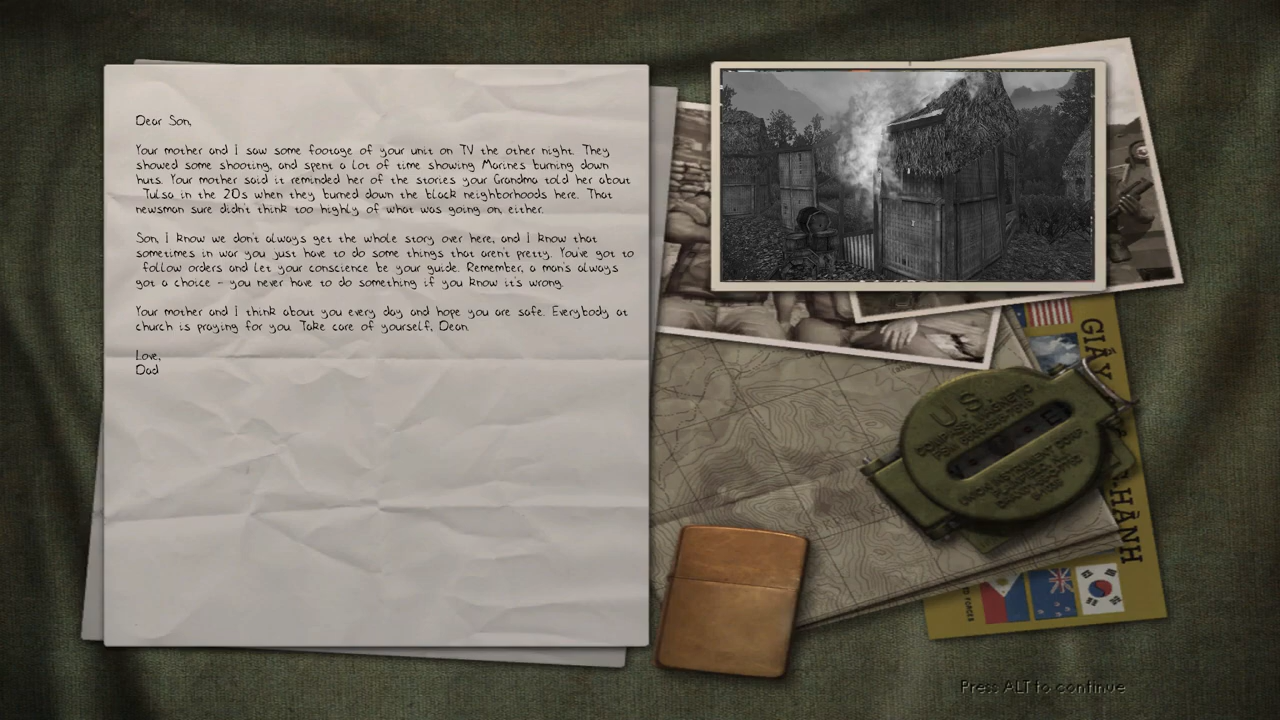 Dear Son,
Your mother and I saw some footage of your unit on TV the other night. They
showed some shooting, and spent a lot of time showing Marines burning down
huts. Your mother said it reminded her of the stories your Grandma told her about
Tulsa in the 20s when they burned down the black neighborhoods here. That
newsman sure didn't think too highly of what was going on, either.
Son, I know we don't always get the whole story over here, and I know that
sometimes in war you just have to do some things that aren't pretty. You've got to
follow orders and let your conscience be your guide. Remember, a man's always
got a choice - you never have to do something if you know it's wrong.
Your mother and I think about you every day and hope you are safe. Everybody at
church is praying for you. Take care of yourself, Dean.
Love,
Dad
GIẤY
HÀNH
U.S.
Press ALT to continue